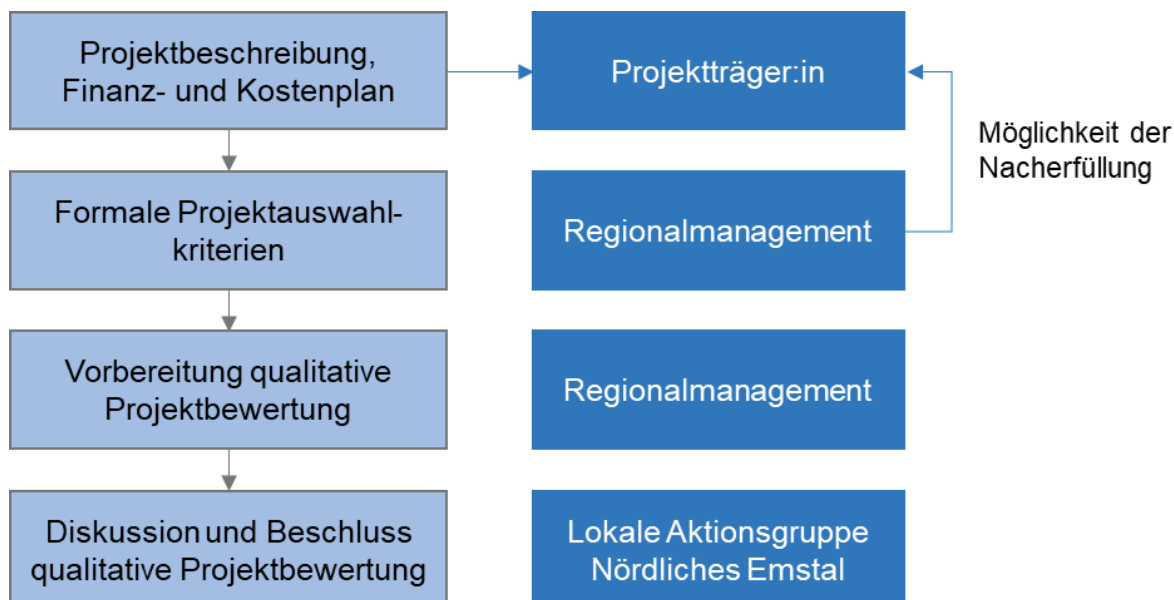 Projektbeschreibung,
Finanz- und Kostenplan
Projektträger:in
Möglichkeit der
Nacherfüllung
Formale Projektauswahl-
kriterien
Regionalmanagement
Vorbereitung qualitative
Projektbewertung
Regionalmanagement
Diskussion und Beschluss
qualitative Projektbewertung
Lokale Aktionsgruppe
Nördliches Emstal